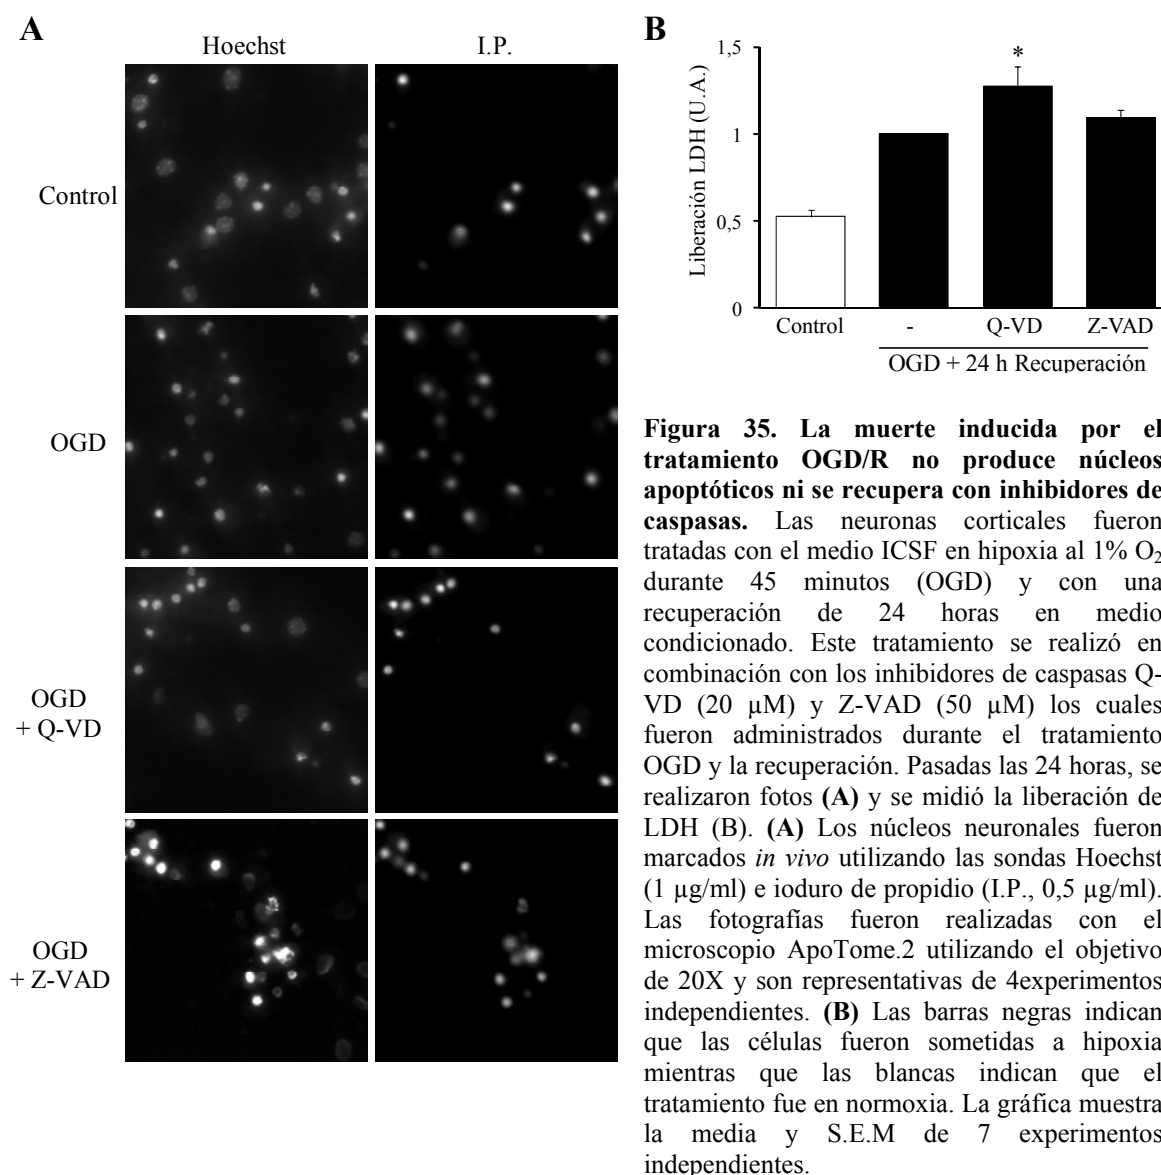 A
Hoechst
I.P.
Control
OGD
OGD
+ Q-VD
OGD
+ Z-VAD
B
Liberación LDH (U.A.)
1,5
1
0,5
0
*
Control
-
Q-VD
Z-VAD
OGD + 24 h Recuperación
Figura 35. La muerte inducida por el
tratamiento OGD/R no produce núcleos
apoptóticos ni se recupera con inhibidores de
caspasas. Las neuronas corticales fueron
tratadas con el medio ICSF en hipoxia al 1% O₂
durante 45 minutos (OGD) y con una
recuperación de 24 horas en medio
condicionado. Este tratamiento se realizó en
combinación con los inhibidores de caspasas Q-
VD (20 µM) y Z-VAD (50 µM) los cuales
fueron administrados durante el tratamiento
OGD y la recuperación. Pasadas las 24 horas, se
realizaron fotos (A) y se midió la liberación de
LDH (B). (A) Los núcleos neuronales fueron
marcados in vivo utilizando las sondas Hoechst
(1 µg/ml) e ioduro de propidio (I.P., 0,5 µg/ml).
Las fotografías fueron realizadas con el
microscopio ApoTome.2 utilizando el objetivo
de 20X y son representativas de 4experimentos
independientes. (B) Las barras negras indican
que las células fueron sometidas a hipoxia
mientras que las blancas indican que el
tratamiento fue en normoxia. La gráfica muestra
la media y S.E.M de 7 experimentos
independientes.